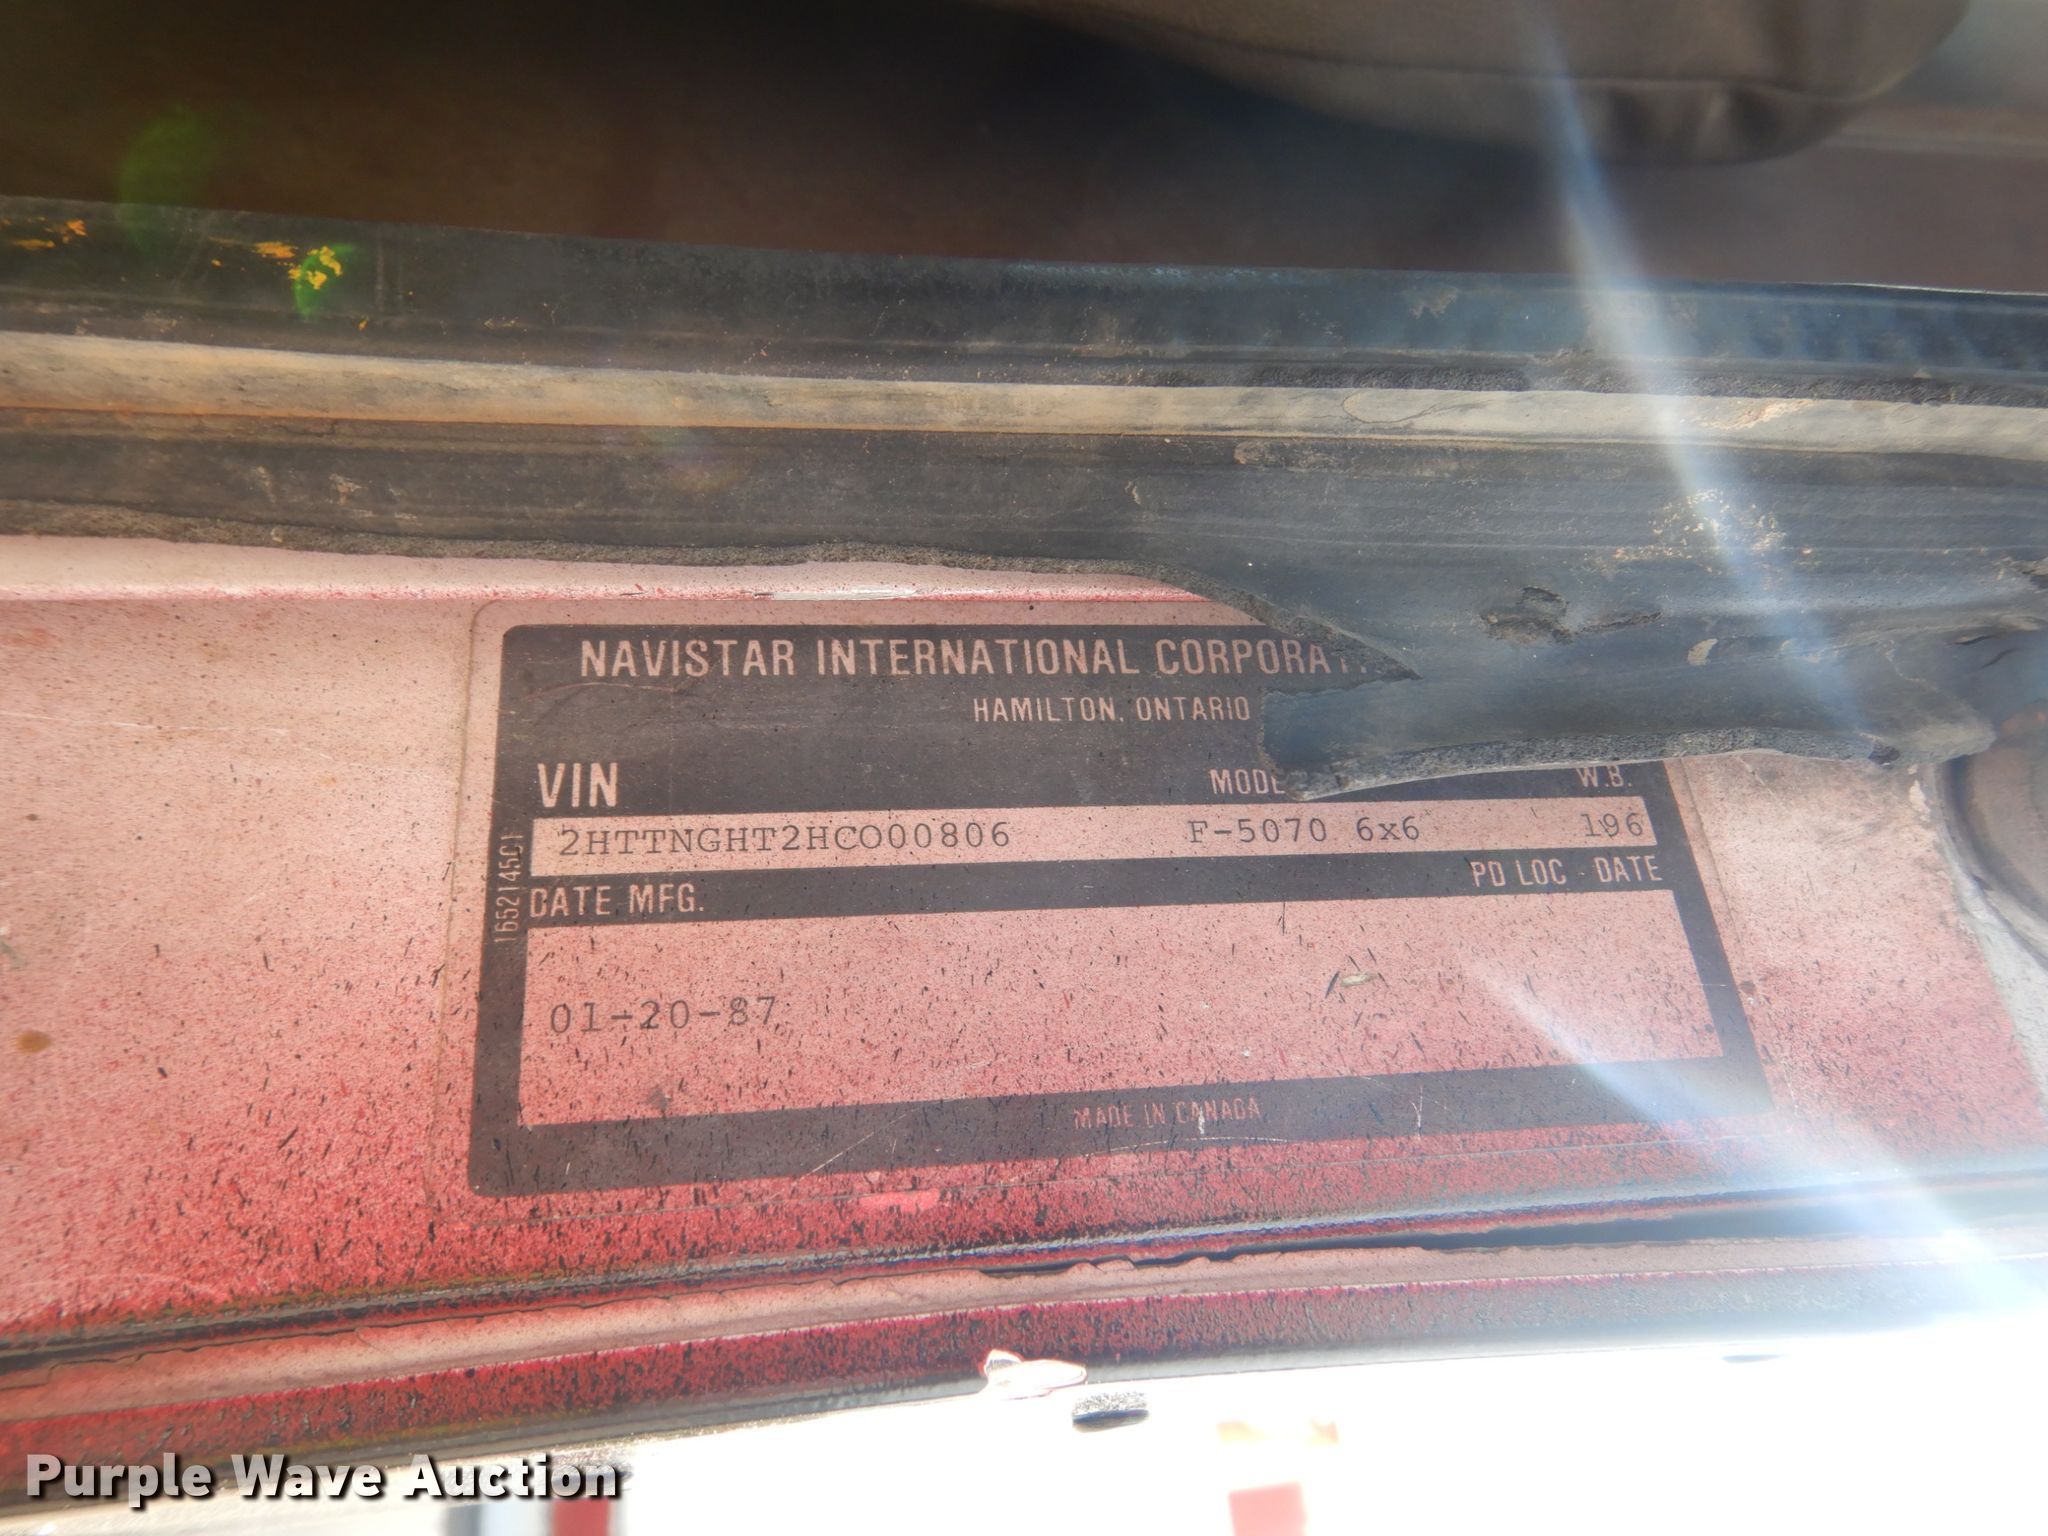 NAVISTAR INTERNATIONAL CORPORAT
HAMILTON, ONTARIO
VIN MODE W.B.
2HTTNGHT2HCO00806 F-5070 6x6 196
DATE MFG. PD LOC - DATE
1652145C1
01-20-87
MADE IN CANADA
Purple Wave Auction